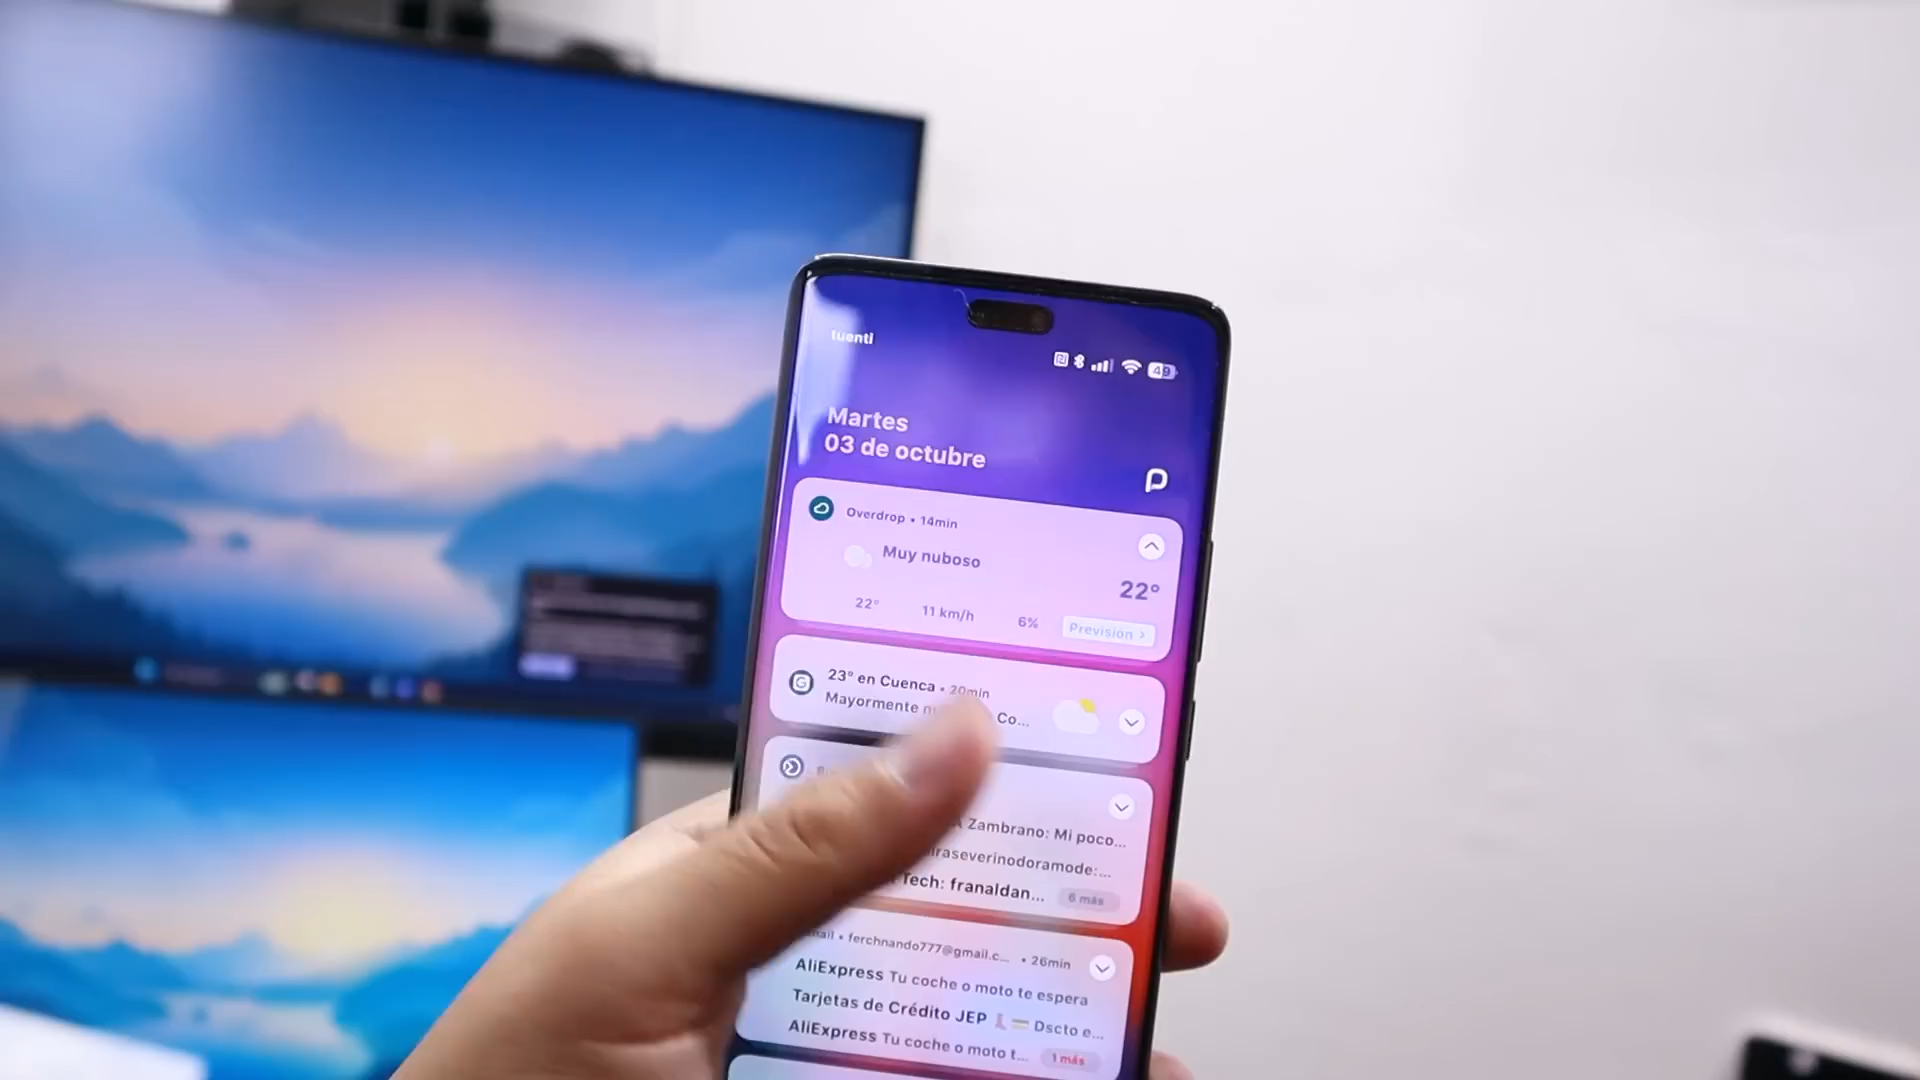 tuenti
49
Martes
03 de octubre
Overdrop • 14min
Muy nuboso
22°
22° 11 km/h 6% Previsión >
23° en Cuenca • 20min
Mayormente Co...
Zambrano: Mi poco...
Tech: franaldan...
6 más
ferchnando777@gmail.c... • 26min
AliExpress Tu coche o moto te espera
Tarjetas de Crédito JEP Dscto e...
AliExpress Tu coche o moto t...
1 más